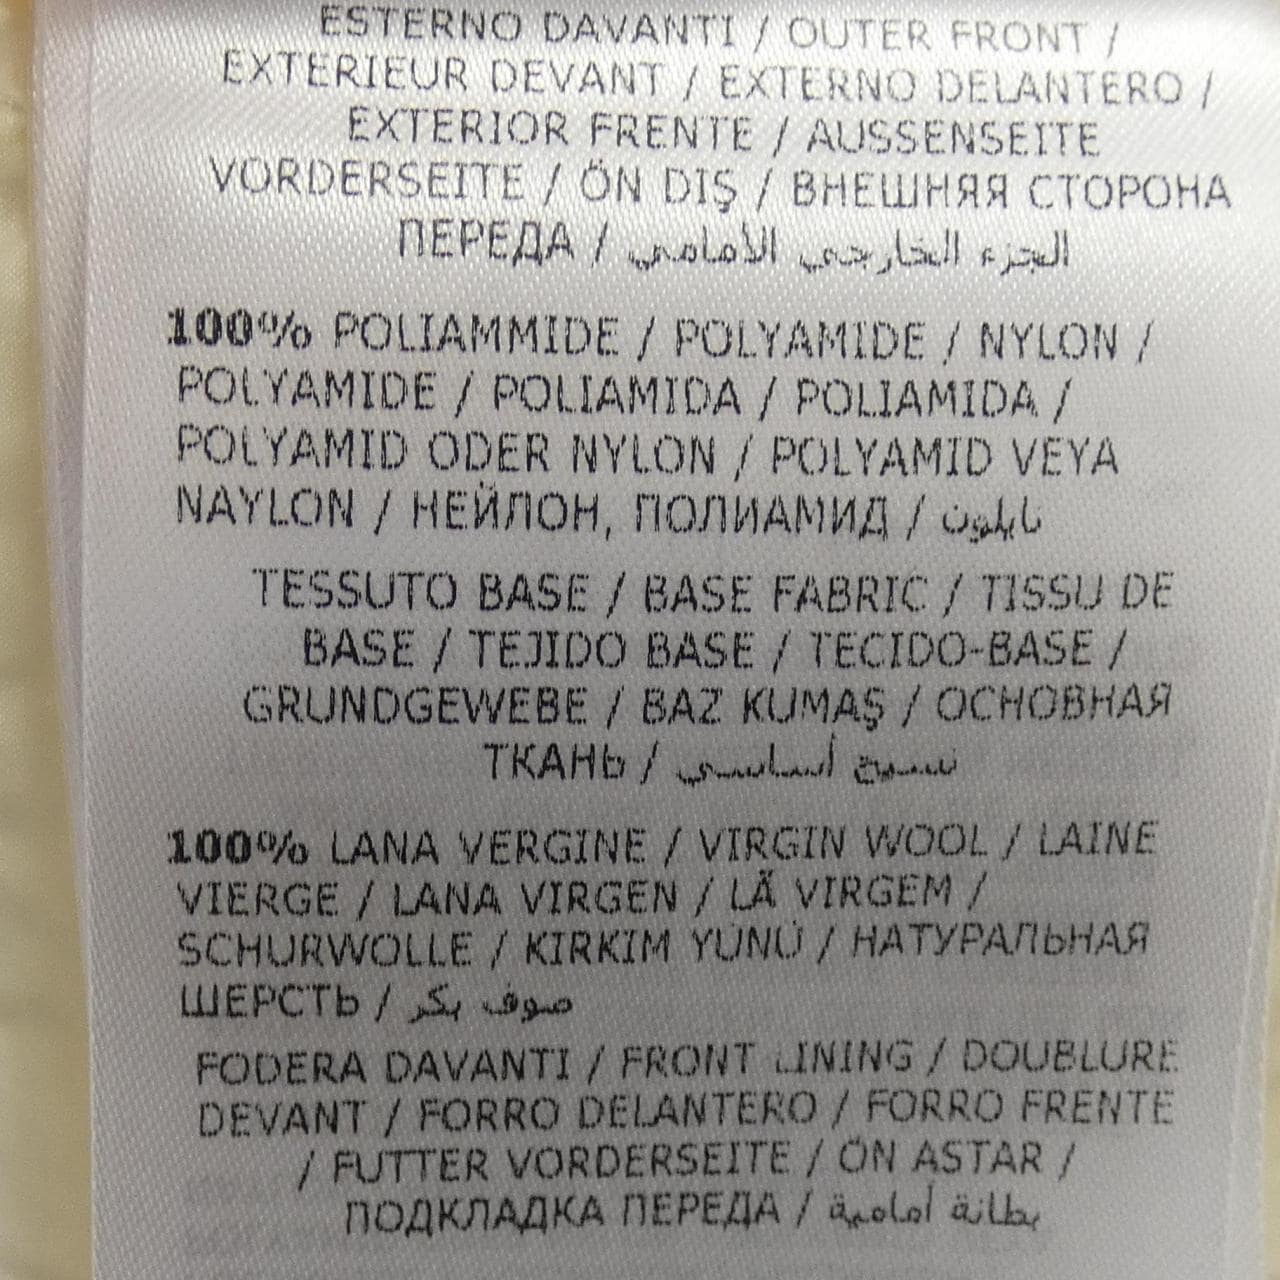 ESTERNO DAVANTI / OUTER FRONT /
EXTERIEUR DEVANT / EXTERNO DELANTERO /
EXTERIOR FRENTE / AUSSENSEITE
VORDERSEITE / ÖN DIŞ / ВНЕШНЯЯ СТОРОНА
ПЕРЕДА / الجزء الخارجي الأمامي
100% POLIAMMIDE / POLYAMIDE / NYLON /
POLYAMIDE / POLIAMIDA / POLIAMIDA /
POLYAMID ODER NYLON / POLYAMID VEYA
NAYLON / НЕЙЛОН, ПОЛИАМИД / نايلون
TESSUTO BASE / BASE FABRIC / TISSU DE
BASE / TEJIDO BASE / TECIDO-BASE /
GRUNDGEWEBE / BAZ KUMAŞ / ОСНОВНАЯ
ТКАНЬ / نسيج أساسي
100% LANA VERGINE / VIRGIN WOOL / LAINE
VIERGE / LANA VIRGEN / LÃ VIRGEM /
SCHURWOLLE / KIRKIM YÜNÜ / НАТУРАЛЬНАЯ
ШЕРСТЬ / صوف بكر
FODERA DAVANTI / FRONT LINING / DOUBLURE
DEVANT / FORRO DELANTERO / FORRO FRENTE
/ FUTTER VORDERSEITE / ÖN ASTAR /
ПОДКЛАДКА ПЕРЕДА / بطانة أمامية